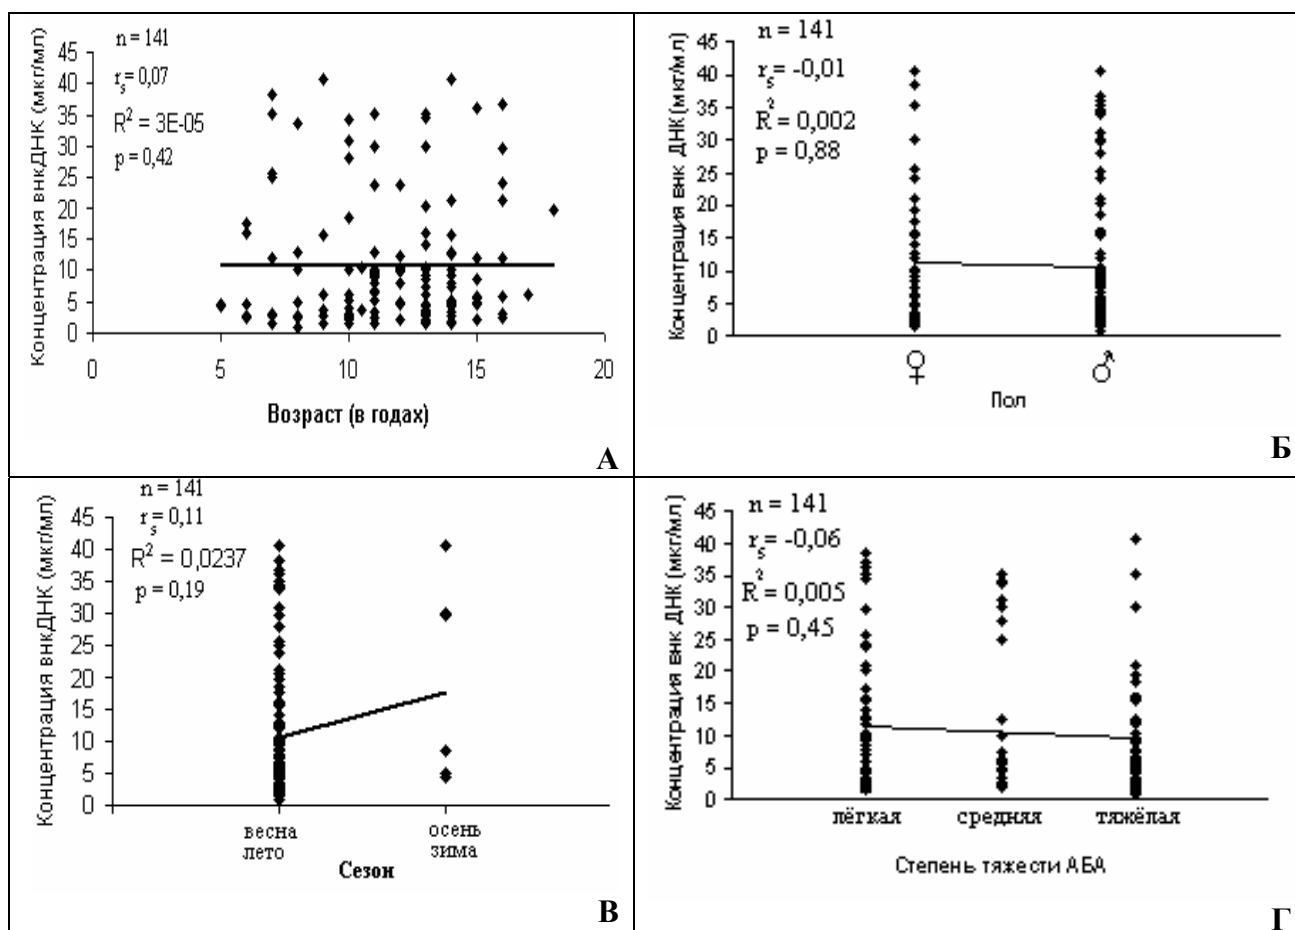 n = 141
rs= 0,07
R2 = 3E-05
p = 0,42
Концентрация внкДНК (мкг/мл)
45
40
35
30
25
20
15
10
5
0
0 5 10 15 20
Возраст (в годах)
А
n = 141
rs= -0,01
R2 = 0,002
p = 0,88
Концентрация внк ДНК (мкг/мл)
45
40
35
30
25
20
15
10
5
0
♀ ♂
Пол
Б
n = 141
rs= 0,11
R2 = 0,0237
p = 0,19
Концентрация внкДНК (мкг/мл)
45
40
35
30
25
20
15
10
5
0
весна осень
лето зима
Сезон
В
n = 141
rs= -0,06
R2 = 0,005
p = 0,45
Концентрация внк ДНК (мкг/мл)
45
40
35
30
25
20
15
10
5
0
лёгкая средняя тяжёлая
Степень тяжести АБА
Г